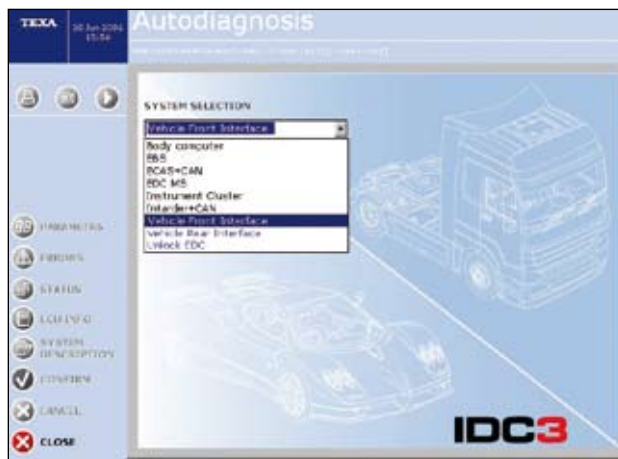 TEXA
Autodiagnosis
SYSTEM SELECTION
Vehicle Front Interface
Body computer
EBS
ECAS+CAN
EDC MS
Instrument Cluster
Intarder+CAN
Vehicle Front Interface
Vehicle Rear Interface
Unlock EDC
PARAMETERS
ERRORS
STATUS
ECU INFO
SYSTEM
DESCRIPTION
CONFIRM
CANCEL
CLOSE
IDC3